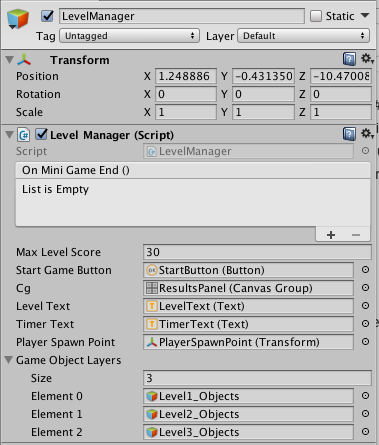 LevelManager Static
Tag Untagged Layer Default
Transform
Position X 1.248886 Y -0.431350 Z -10.47008
Rotation X 0 Y 0 Z 0
Scale X 1 Y 1 Z 1
Level Manager (Script)
Script LevelManager
On Mini Game End ()
List is Empty
+ −
Max Level Score 30
Start Game Button StartButton (Button)
Cg ResultsPanel (Canvas Group)
Level Text LevelText (Text)
Timer Text TimerText (Text)
Player Spawn Point PlayerSpawnPoint (Transform)
Game Object Layers
Size 3
Element 0 Level1_Objects
Element 1 Level2_Objects
Element 2 Level3_Objects